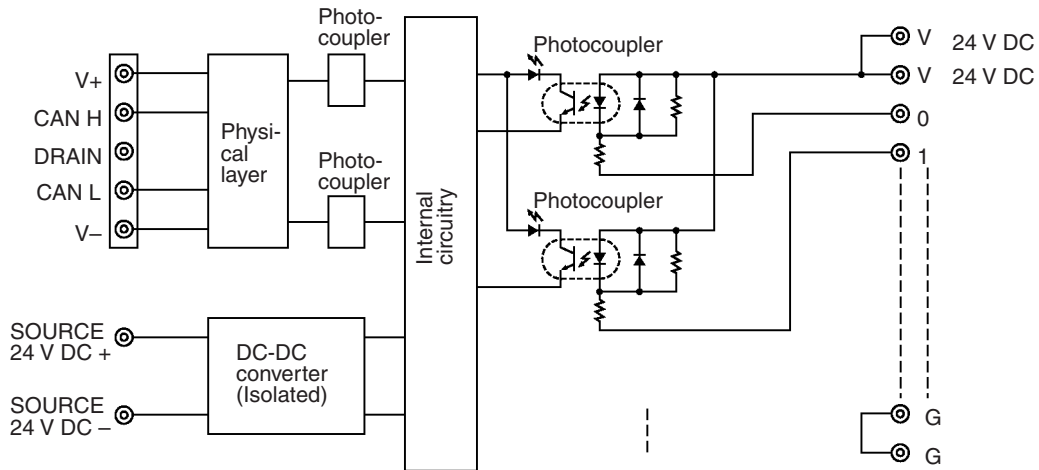 Photo-
coupler
V+
CAN H
DRAIN
CAN L
V–
Physi-
cal
layer
Photo-
coupler
Internal
circuitry
Photocoupler
Photocoupler
V 24 V DC
V 24 V DC
0
1
SOURCE
24 V DC +
SOURCE
24 V DC –
DC-DC
converter
(Isolated)
G
G